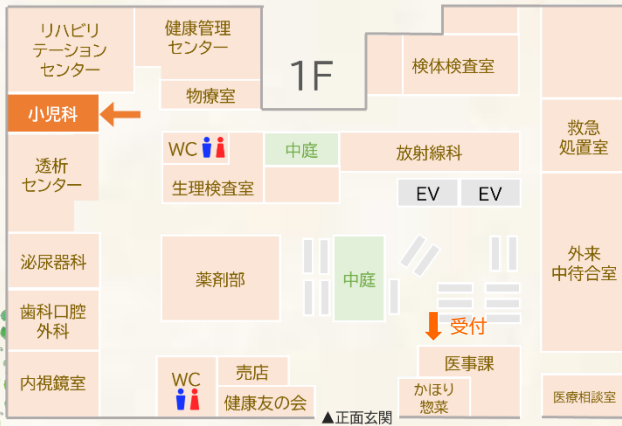 リハビリ
テーション
センター
健康管理
センター
1F
検体検査室
物療室
小児科
救急
処置室
WC
中庭
放射線科
透析
センター
生理検査室
EV
EV
泌尿器科
薬剤部
中庭
外来
中待合室
歯科口腔
外科
受付
医事課
内視鏡室
WC
売店
健康友の会
かほり
惣菜
医療相談室
▲正面玄関